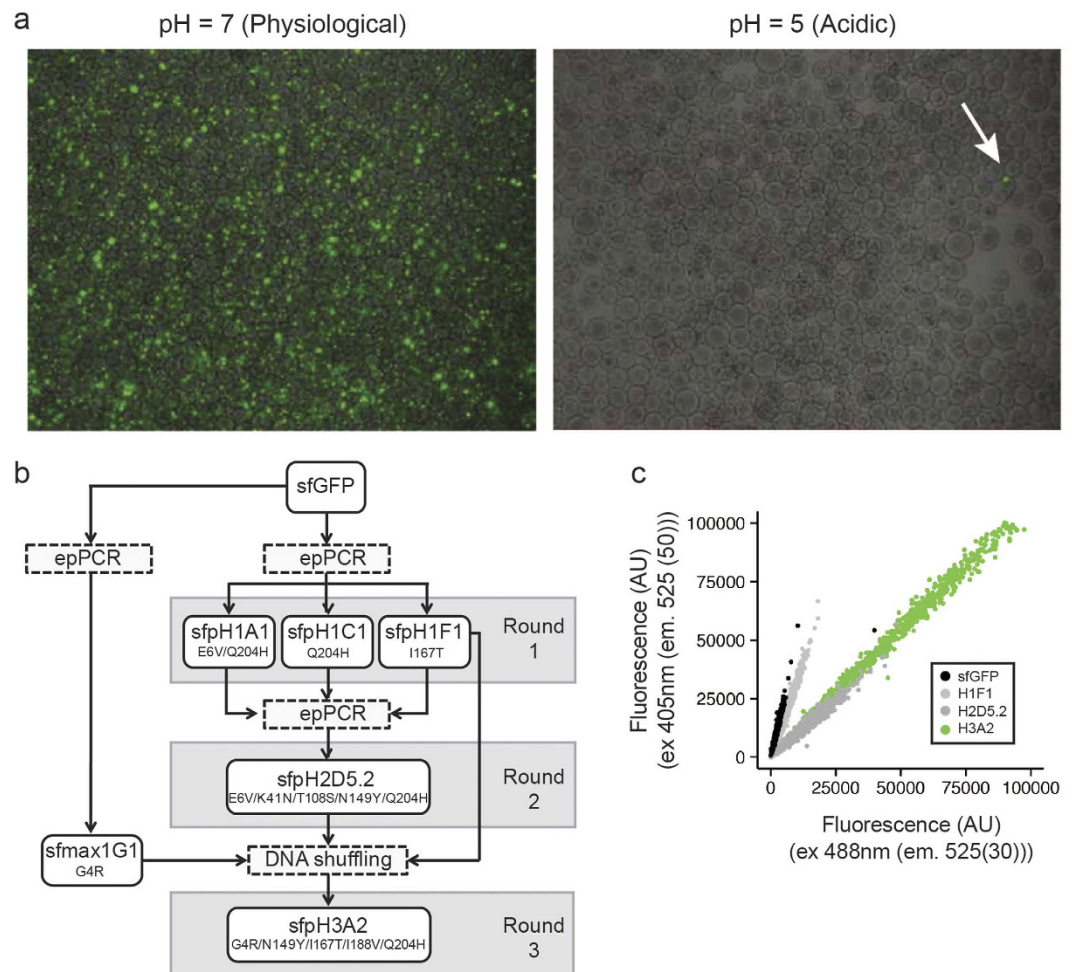 a
pH = 7 (Physiological)
pH = 5 (Acidic)
b
sfGFP
epPCR
epPCR
sfpH1A1
E6V/Q204H
sfpH1C1
Q204H
sfpH1F1
I167T
Round
1
epPCR
sfpH2D5.2
E6V/K41N/T108S/N149Y/Q204H
Round
2
sfmax1G1
G4R
DNA shuffling
sfpH3A2
G4R/N149Y/I167T/I188V/Q204H
Round
3
c
Fluorescence (AU)
(ex 405nm (em. 525 (50)))
100000
75000
50000
25000
0
sfGFP
H1F1
H2D5.2
H3A2
0
25000
50000
75000
100000
Fluorescence (AU)
(ex 488nm (em. 525(30)))